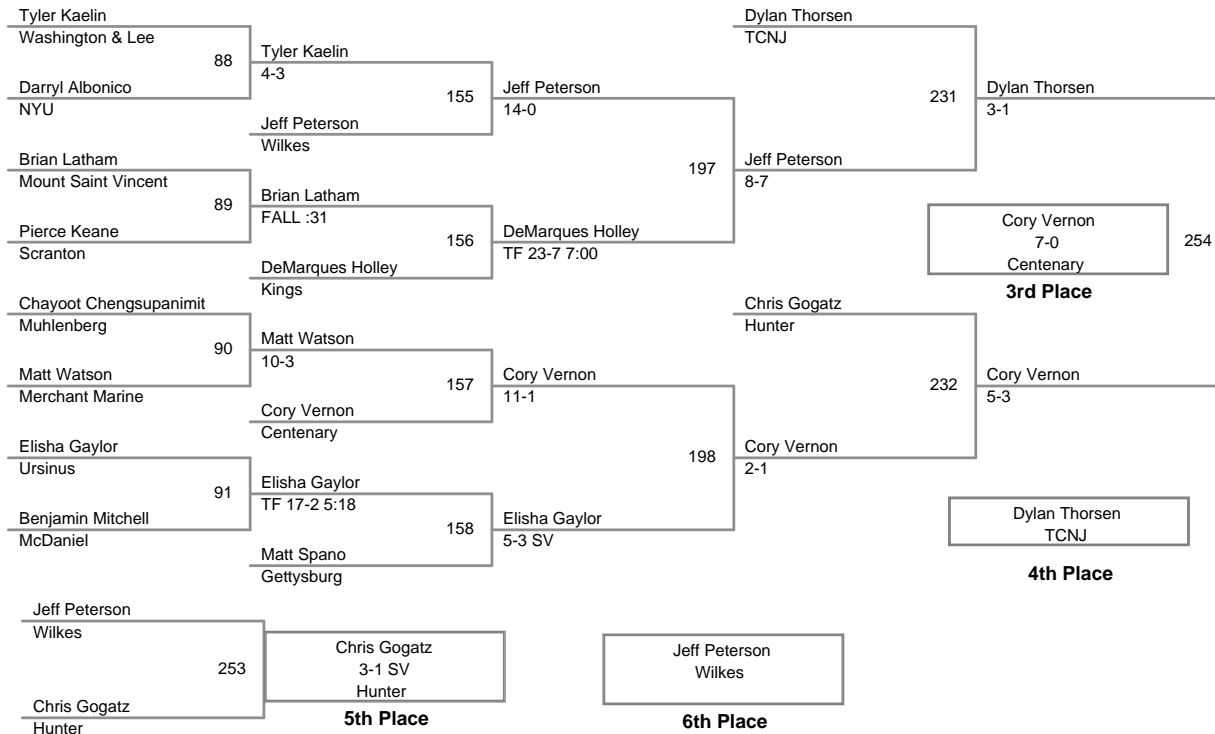 Tyler Kaelin
Washington & Lee
88
Darryl Albonico
NYU
Brian Latham
Mount Saint Vincent
89
Pierce Keane
Scranton
Chayoot Chengsupanimit
Muhlenberg
90
Matt Watson
Merchant Marine
Elisha Gaylor
Ursinus
91
Benjamin Mitchell
McDaniel
Tyler Kaelin
4-3
155
Jeff Peterson
Wilkes
Brian Latham
FALL :31
156
DeMarques Holley
Kings
Matt Watson
10-3
157
Cory Vernon
Centenary
Elisha Gaylor
TF 17-2 5:18
158
Matt Spano
Gettysburg
Jeff Peterson
14-0
197
DeMarques Holley
TF 23-7 7:00
Cory Vernon
11-1
198
Elisha Gaylor
5-3 SV
Dylan Thorsen
TCNJ
231
Jeff Peterson
8-7
Chris Gogatz
Hunter
232
Cory Vernon
2-1
Dylan Thorsen
3-1
Cory Vernon
7-0
Centenary
254
3rd Place
Cory Vernon
5-3
Dylan Thorsen
TCNJ
4th Place
Jeff Peterson
Wilkes
253
Chris Gogatz
Hunter
Chris Gogatz
3-1 SV
Hunter
5th Place
Jeff Peterson
Wilkes
6th Place